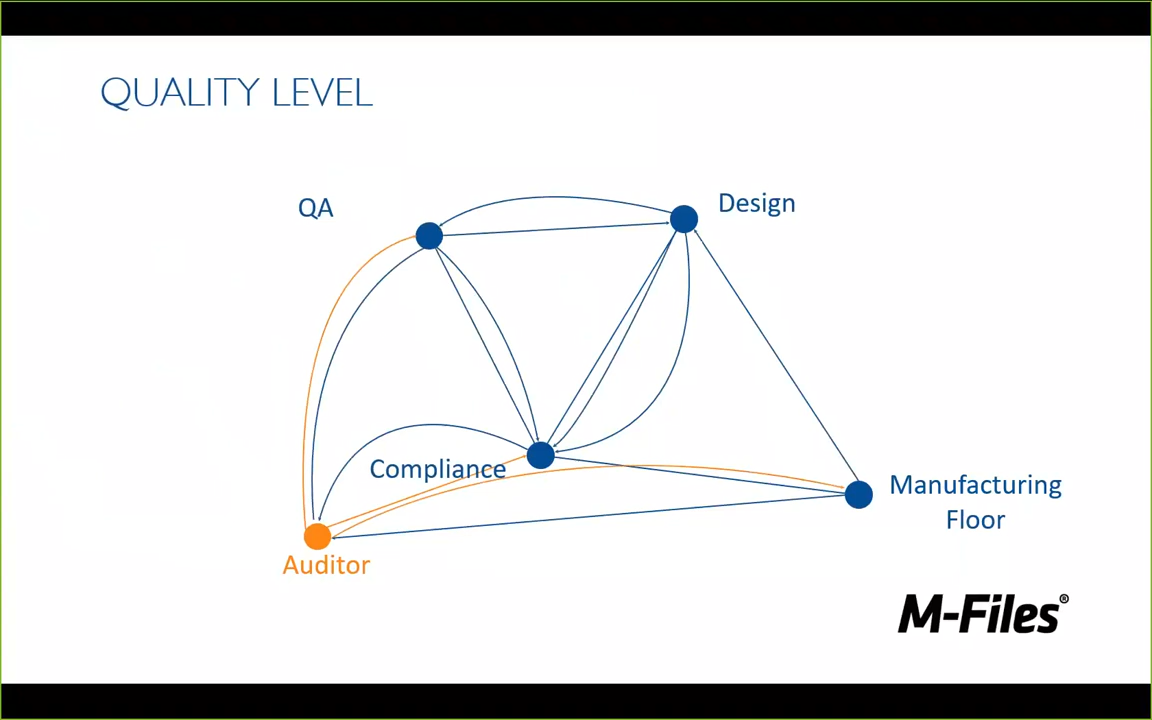 QUALITY LEVEL
QA
Design
Compliance
Manufacturing
Floor
Auditor
M-Files®